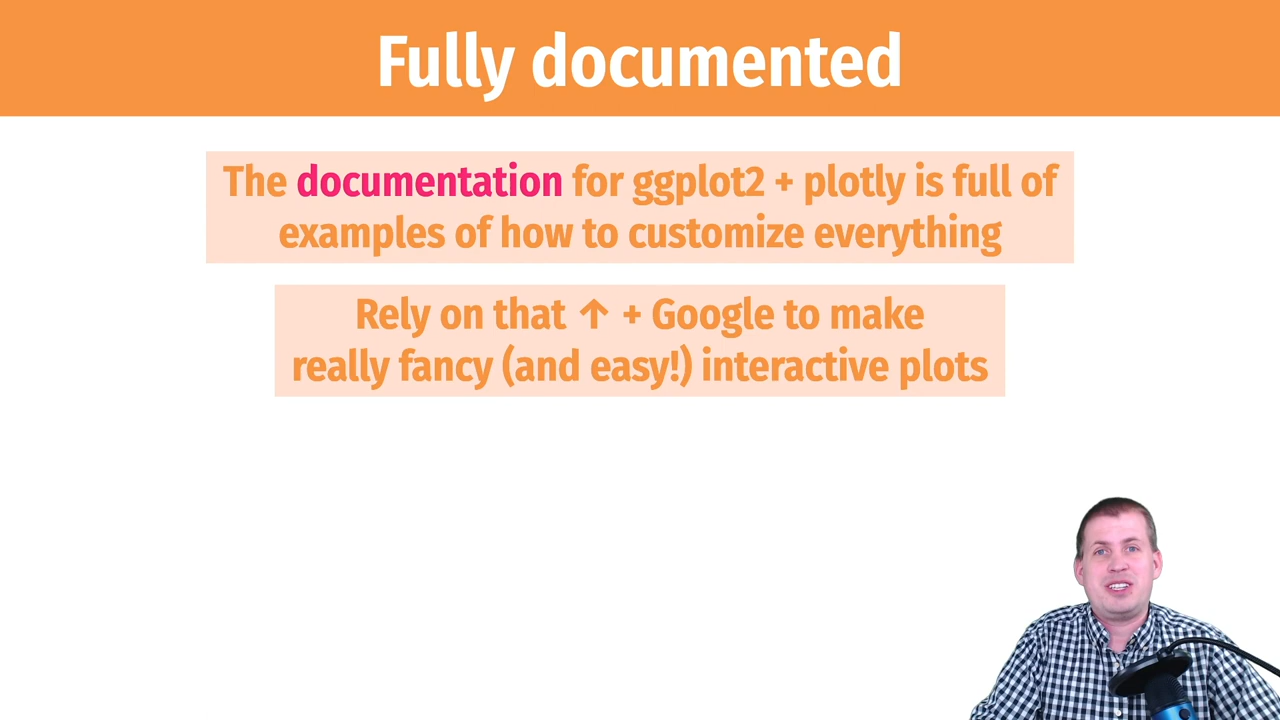 Fully documented
The documentation for ggplot2 + plotly is full of
examples of how to customize everything
Rely on that ↑ + Google to make
really fancy (and easy!) interactive plots